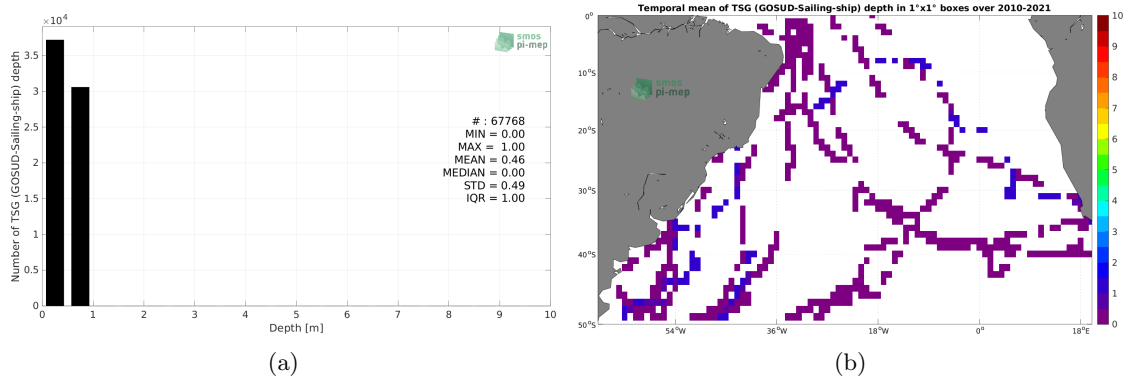 ×10⁴
3.5
3
2.5
2
1.5
1
0.5
0
Number of TSG (GOSUD-Sailing-ship) depth
smos
pi-mep
# : 67768
MIN = 0.00
MAX = 1.00
MEAN = 0.46
MEDIAN = 0.00
STD = 0.49
IQR = 1.00
0 1 2 3 4 5 6 7 8 9 10
Depth [m]
(a)
Temporal mean of TSG (GOSUD-Sailing-ship) depth in 1°x1° boxes over 2010-2021
0°
10°S
20°S
30°S
40°S
50°S
smos
pi-mep
54°W 36°W 18°W 0° 18°E
10
9
8
7
6
5
4
3
2
1
0
(b)